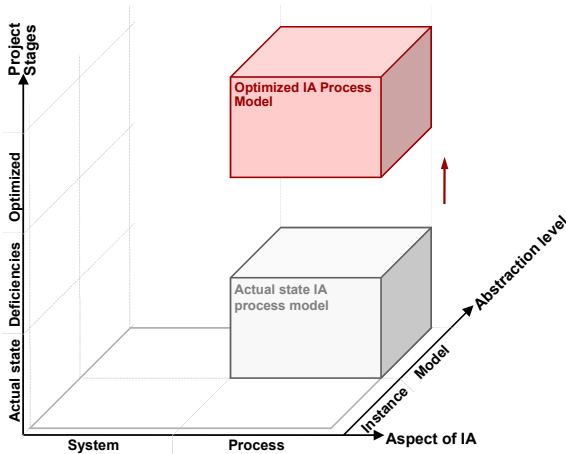 Project
Stages
Optimized IA Process
Model
Optimized
Deficiencies
Actual state
Actual state IA
process model
Abstraction level
Model
Instance
Aspect of IA
System
Process